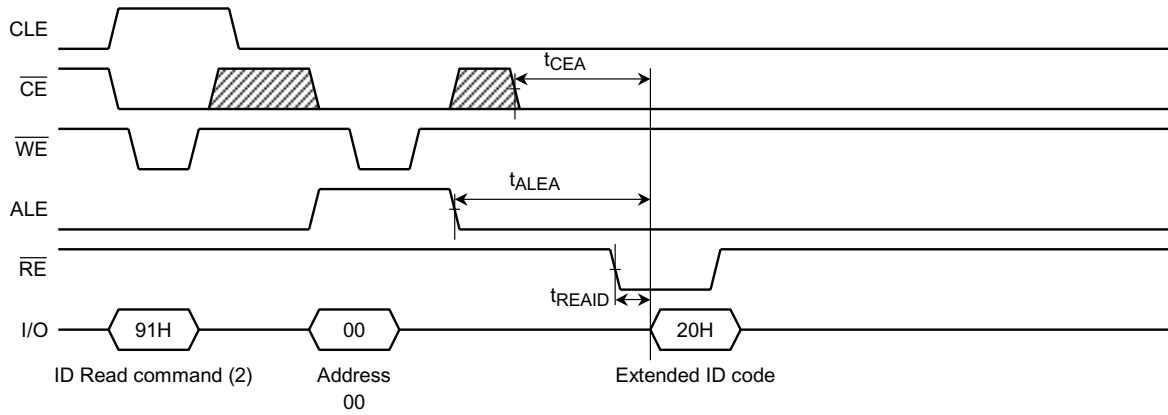 CLE
CE
tCEA
WE
ALE
tALEA
RE
tREAID
I/O
91H
00
20H
ID Read command (2)
Address
00
Extended ID code